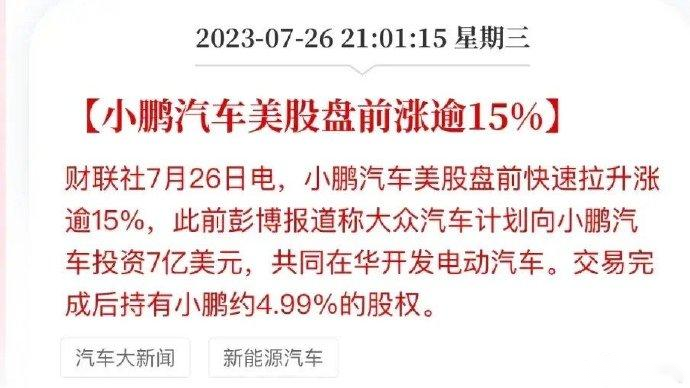 2023-07-26 21:01:15 星期三
【小鹏汽车美股盘前涨逾15%】
财联社7月26日电，小鹏汽车美股盘前快速拉升涨
逾15%，此前彭博报道称大众汽车计划向小鹏汽
车投资7亿美元，共同在华开发电动汽车。交易完
成后持有小鹏约4.99%的股权。
汽车大新闻
新能源汽车